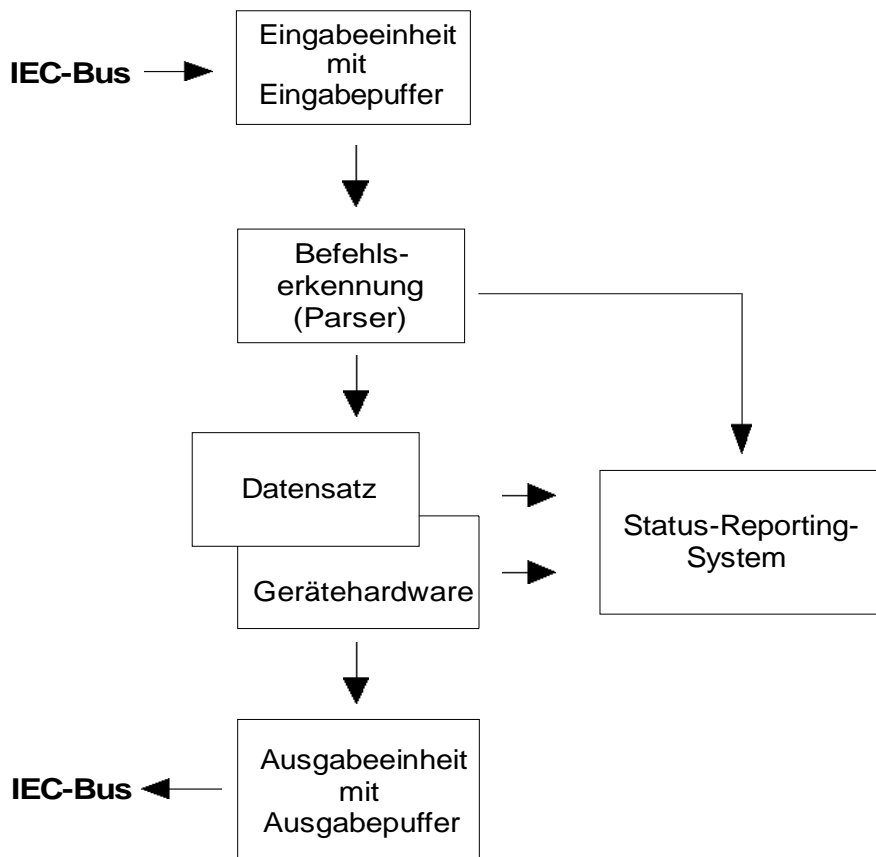 Eingabeeinheit
mit
Eingabepuffer
IEC-Bus
Befehls-
erkennung
(Parser)
Datensatz
Gerätehardware
Status-Reporting-
System
Ausgabeeinheit
mit
Ausgabepuffer
IEC-Bus